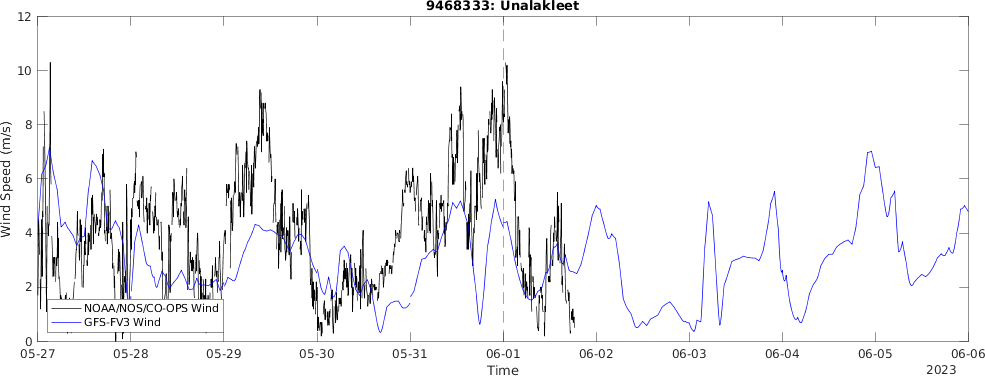 9468333: Unalakleet
Wind Speed (m/s)
12
10
8
6
4
2
0
NOAA/NOS/CO-OPS Wind
GFS-FV3 Wind
05-27 05-28 05-29 05-30 05-31 06-01 06-02 06-03 06-04 06-05 06-06
Time
2023